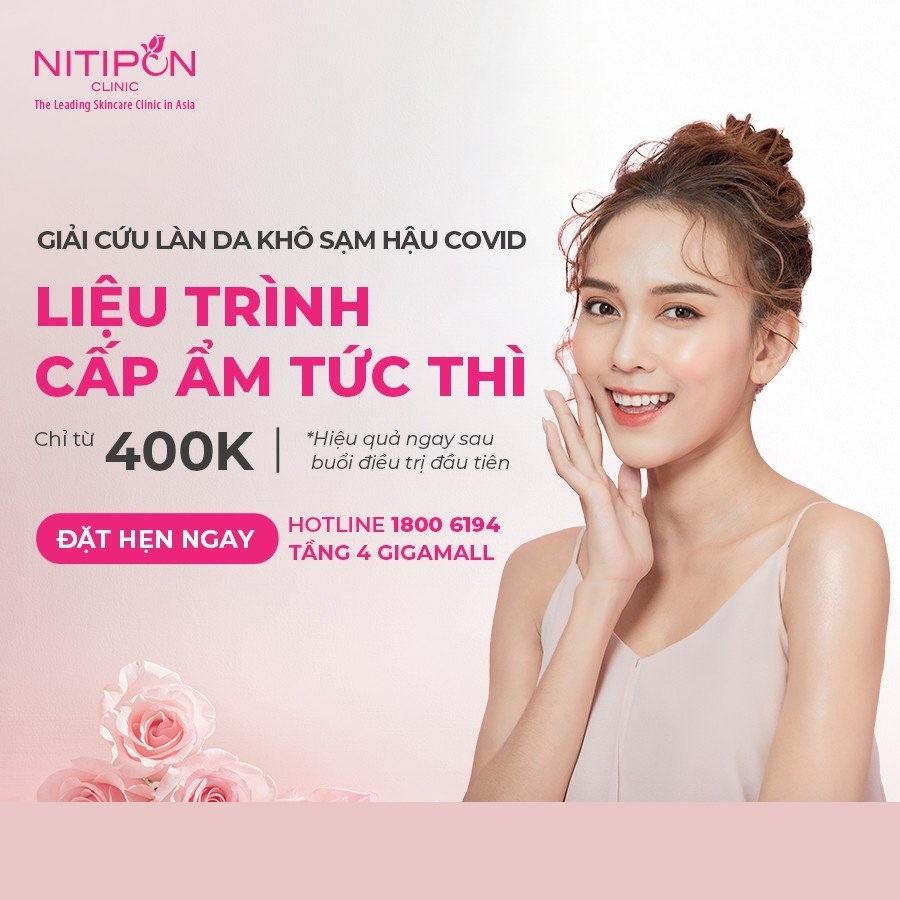 NITIPON
CLINIC
The Leading Skincare Clinic in Asia
GIẢI CỨU LÀN DA KHÔ SẠM HẬU COVID
LIỆU TRÌNH
CẤP ẨM TỨC THÌ
Chỉ từ 400K
*Hiệu quả ngay sau
buổi điều trị đầu tiên
ĐẶT HẸN NGAY
HOTLINE 1800 6194
TẦNG 4 GIGAMALL